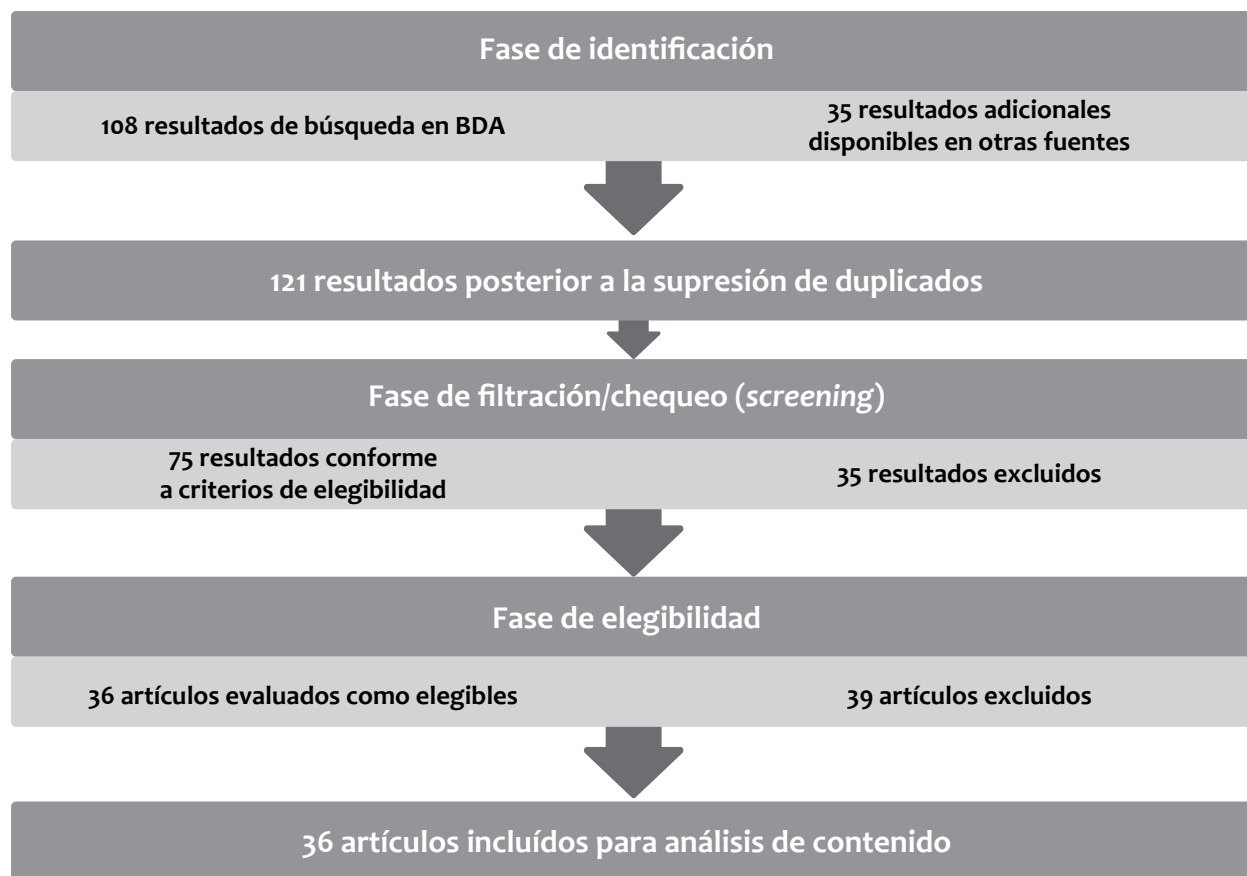 Fase de identificación
108 resultados de búsqueda en BDA
35 resultados adicionales
disponibles en otras fuentes
121 resultados posterior a la supresión de duplicados
Fase de filtración/chequeo (screening)
75 resultados conforme
a criterios de elegibilidad
35 resultados excluidos
Fase de elegibilidad
36 artículos evaluados como elegibles
39 artículos excluidos
36 artículos incluídos para análisis de contenido